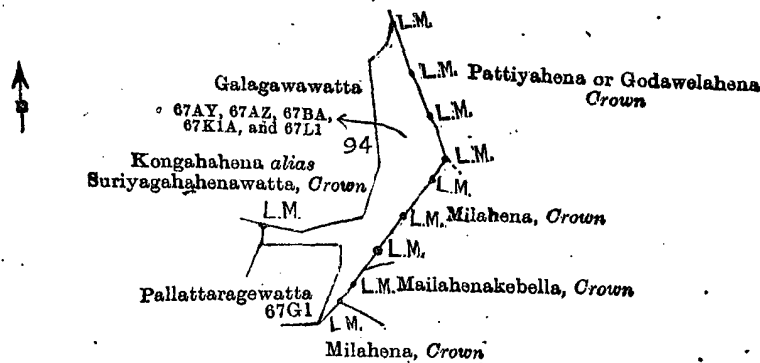 L.M.
Galagawawatta
L.M. Pattiyahena or Godawelahena
Crown
67AY, 67AZ, 67BA,
67K1A, and 67L1
L.M.
94
L.M.
Kongahahena alias
Suriyagahahenawatta, Crown
L.M.
L.M.
L.M. Milahena, Crown
L.M.
Pallattaragewatta
67G1
L.M. Mailahenakebella, Crown
L.M.
Milahena, Crown